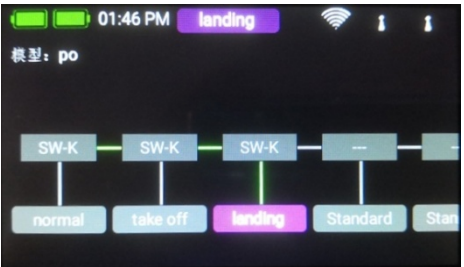 01:46 PM landing
模型：po
SW-K SW-K SW-K --- -
normal take off landing Standard Stan